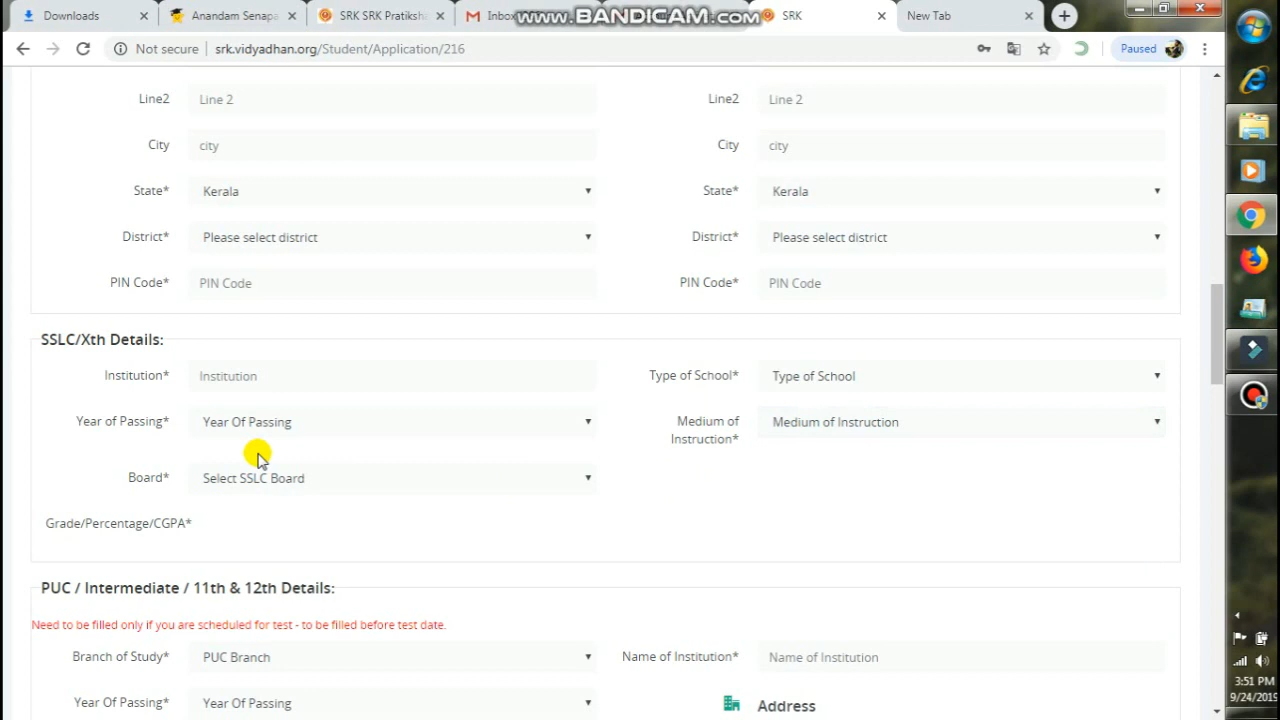 Downloads
Anandam Senapa
SRK SRK Pratiksha
Inbox
www.BANDICAM.com
SRK
New Tab
Not secure
srk.vidyadhan.org/Student/Application/216
Paused
Line2 Line 2 Line2 Line 2
City city City city
State* Kerala State* Kerala
District* Please select district District* Please select district
PIN Code* PIN Code PIN Code* PIN Code
SSLC/Xth Details:
Institution* Institution Type of School* Type of School
Year of Passing* Year Of Passing Medium of Instruction* Medium of Instruction
Board* Select SSLC Board
Grade/Percentage/CGPA*
PUC / Intermediate / 11th & 12th Details:
Need to be filled only if you are scheduled for test - to be filled before test date.
Branch of Study* PUC Branch Name of Institution* Name of Institution
Year Of Passing* Year Of Passing Address
3:51 PM
9/24/2019